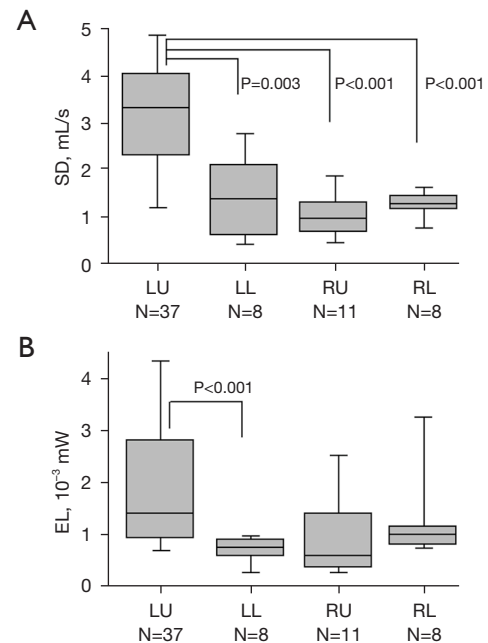 A
SD, mL/s
5
4
3
2
1
0
P=0.003
P<0.001
P<0.001
LU
LL
RU
RL
N=37
N=8
N=11
N=8
B
EL, 10⁻³ mW
4
3
2
1
0
P<0.001
LU
LL
RU
RL
N=37
N=8
N=11
N=8